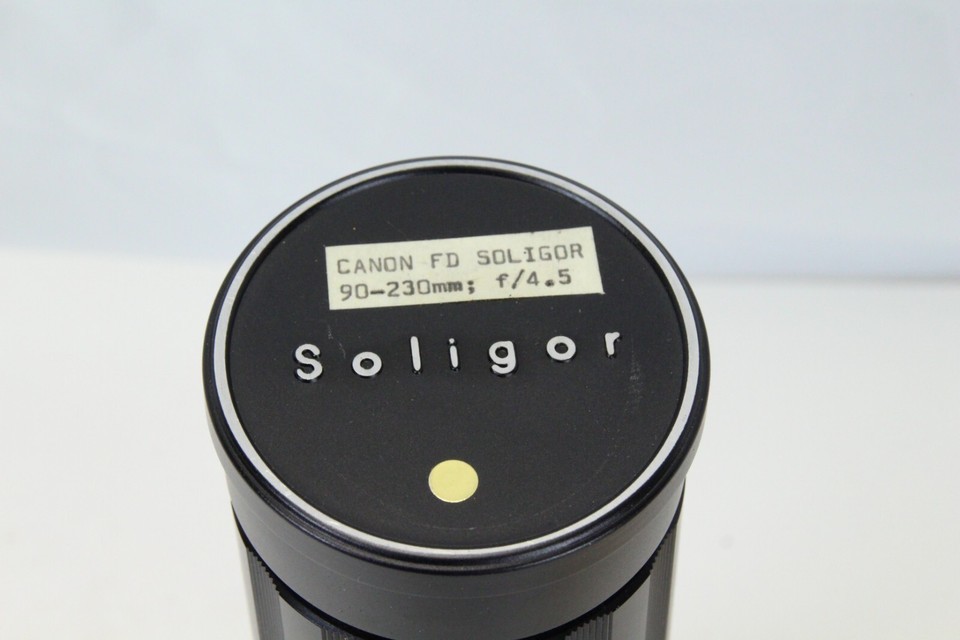 CANON FD SOLIGOR
90-230mm; f/4.5
Soligor